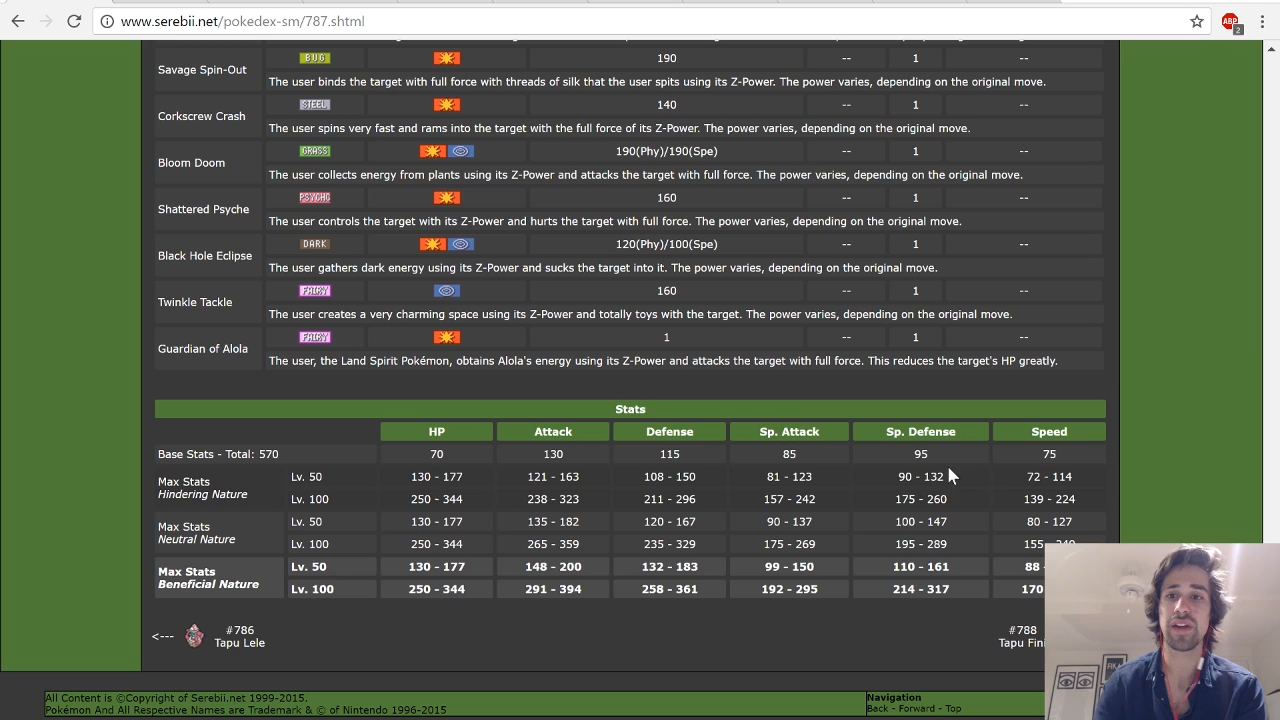 www.serebii.net/pokedex-sm/787.shtml
ABP
2
Savage Spin-Out BUG 190 -- 1 --
The user binds the target with full force with threads of silk that the user spits using its Z-Power. The power varies, depending on the original move.
Corkscrew Crash STEEL 140 -- 1 --
The user spins very fast and rams into the target with the full force of its Z-Power. The power varies, depending on the original move.
Bloom Doom GRASS 190(Phy)/190(Spe) -- 1 --
The user collects energy from plants using its Z-Power and attacks the target with full force. The power varies, depending on the original move.
Shattered Psyche PSYCHC 160 -- 1 --
The user controls the target with its Z-Power and hurts the target with full force. The power varies, depending on the original move.
Black Hole Eclipse DARK 120(Phy)/100(Spe) -- 1 --
The user gathers dark energy using its Z-Power and sucks the target into it. The power varies, depending on the original move.
Twinkle Tackle FAIRY 160 -- 1 --
The user creates a very charming space using its Z-Power and totally toys with the target. The power varies, depending on the original move.
Guardian of Alola FAIRY 1 -- 1 --
The user, the Land Spirit Pokémon, obtains Alola's energy using its Z-Power and attacks the target with full force. This reduces the target's HP greatly.
Stats
HP Attack Defense Sp. Attack Sp. Defense Speed
Base Stats - Total: 570 70 130 115 85 95 75
Max Stats
Hindering Nature
Lv. 50 130 - 177 121 - 163 108 - 150 81 - 123 90 - 132 72 - 114
Lv. 100 250 - 344 238 - 323 211 - 296 157 - 242 175 - 260 139 - 224
Max Stats
Neutral Nature
Lv. 50 130 - 177 135 - 182 120 - 167 90 - 137 100 - 147 80 - 127
Lv. 100 250 - 344 265 - 359 235 - 329 175 - 269 195 - 289 155
Max Stats
Beneficial Nature
Lv. 50 130 - 177 148 - 200 132 - 183 99 - 150 110 - 161 88
Lv. 100 250 - 344 291 - 394 258 - 361 192 - 295 214 - 317 170
<--- #786
Tapu Lele
#788
Tapu Fini
All Content is ©Copyright of Serebii.net 1999-2015.
Pokémon And All Respective Names are Trademark & © of Nintendo 1996-2015
Navigation
Back - Forward - Top